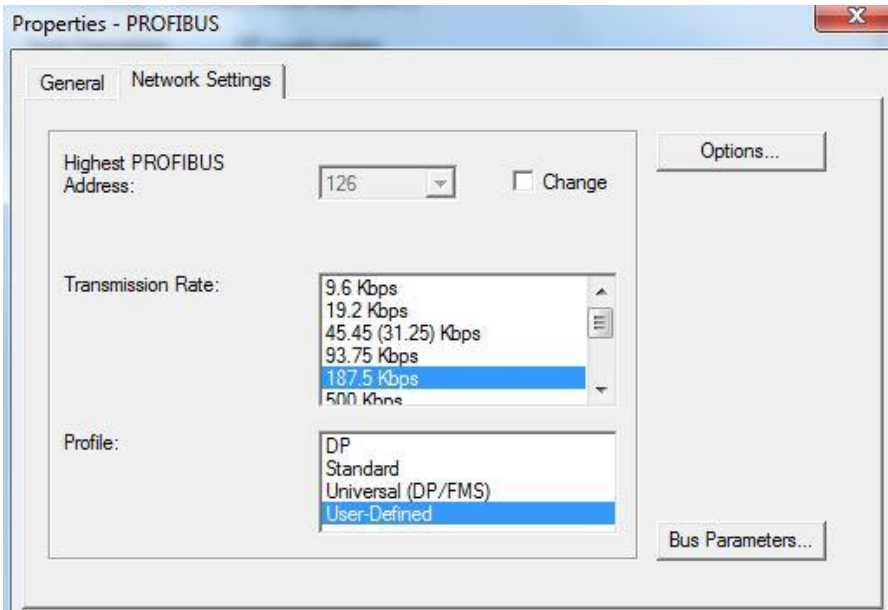 Properties - PROFIBUS
General Network Settings
Highest PROFIBUS
Address:
126
Change
Options...
Transmission Rate:
9.6 Kbps
19.2 Kbps
45.45 (31.25) Kbps
93.75 Kbps
187.5 Kbps
500 Kbps
Profile:
DP
Standard
Universal (DP/FMS)
User-Defined
Bus Parameters...